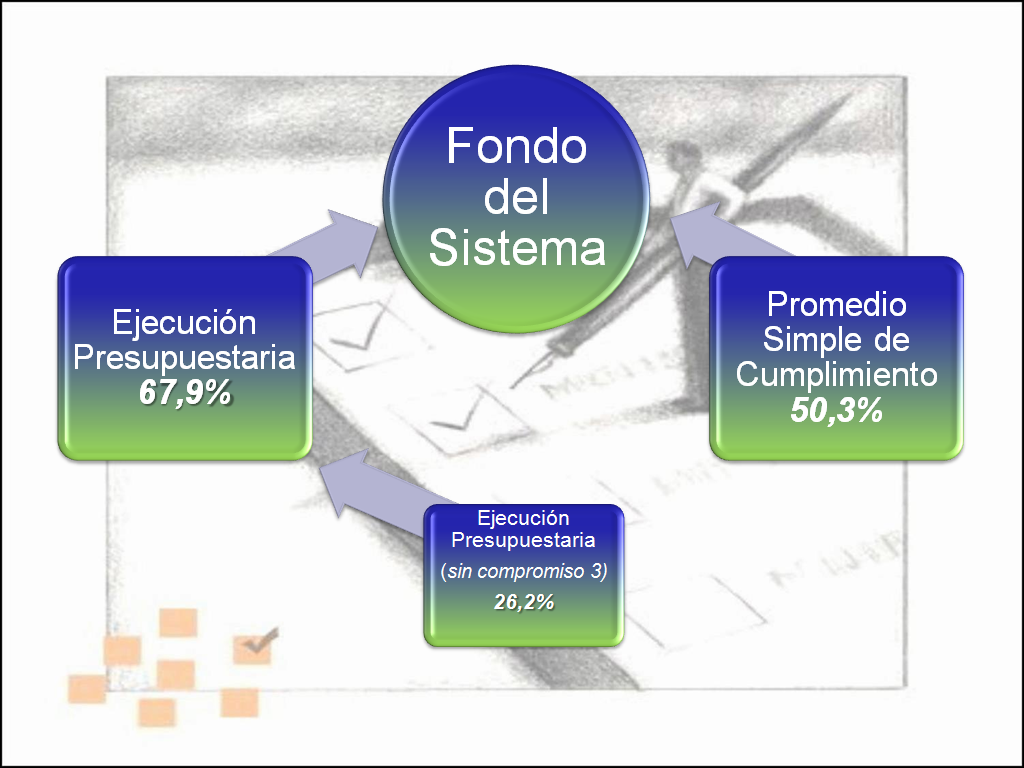 Fondo
del
Sistema
Ejecución
Presupuestaria
67,9%
Promedio
Simple de
Cumplimiento
50,3%
Ejecución
Presupuestaria
(sin compromiso 3)
26,2%